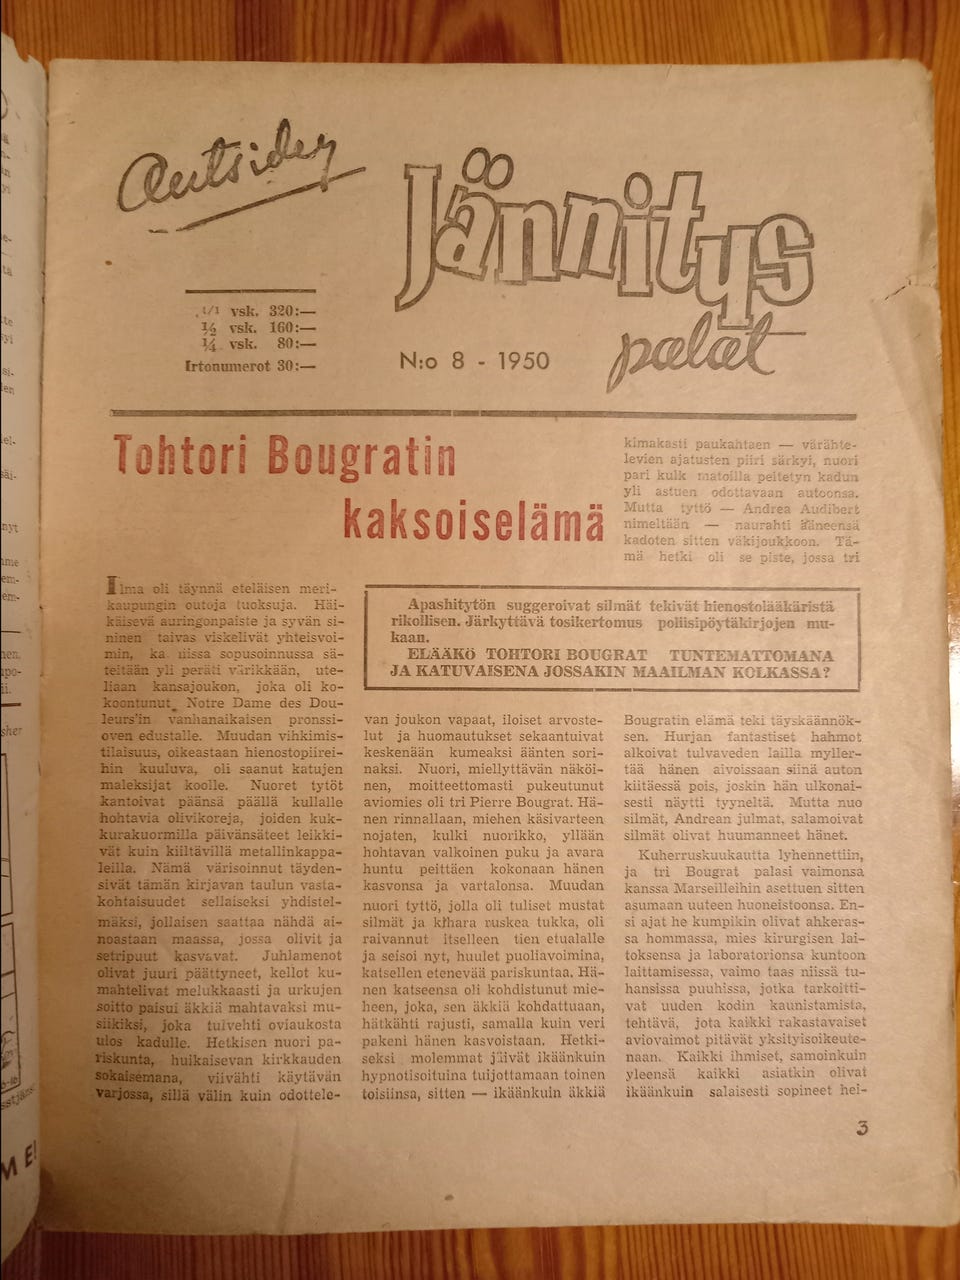 Outsider
Jännitys
palat
1/1 vsk. 320:—
1/2 vsk. 160:—
1/4 vsk. 80:—
Irtonumerot 30:—
N:o 8 - 1950
Tohtori Bougratin
kaksoiselämä
Ilma oli täynnä eteläisen meri-
kaupungin outoja tuoksuja. Häi-
käisevä auringonpaiste ja syvän si-
ninen taivas viskelivät yhteisvoi-
min, ka nissa sopusoinnussa sä-
teitään yli peräti värikkään, ute-
liaan kansajoukon, joka oli ko-
koontunut Notre Dame des Dou-
leurs'in vanhanaikaisen pronssi-
oven edustalle. Muudan vihkimis-
tilaisuus, oikeastaan hienostopiirei-
hin kuuluva, oli saanut katujen
maleksijat koolle. Nuoret tytöt
kantoivat päänsä päällä kullalle
hohtavia olivikoreja, joiden kuk-
kurakuormilla päivänsäteet leikki-
vät kuin kiiltävillä metallinkappa-
leilla. Nämä värisoinnut täyden-
sivät tämän kirjavan taulun vasta-
kohtaisuudet sellaiseksi yhdistel-
mäksi, jollaisen saattaa nähdä ai-
noastaan maassa, jossa olivit ja
setripuut kasvavat. Juhlamenot
olivat juuri päättyneet, kellot ku-
mahtelivat melukkaasti ja urkujen
soitto paisui äkkiä mahtavaksi mu-
siikiksi, joka tulvehti oviaukosta
ulos kadulle. Hetkisen nuori pa-
riskunta, huikaisevan kirkkauden
sokaisemana, viivähti käytävän
varjossa, sillä välin kuin odottele-
Apashitytön suggeroivat silmät tekivät hienostolääkäristä
rikollisen. Järkyttävä tosikertomus poliisipöytäkirjojen mu-
kaan.
ELÄÄKÖ TOHTORI BOUGRAT TUNTEMATTOMANA
JA KATUVAISENA JOSSAKIN MAAILMAN KOLKASSA?
van joukon vapaat, iloiset arvoste-
lut ja huomautukset sekaantuivat
keskenään kumeaksi äänten sori-
naksi. Nuori, miellyttävän näköi-
nen, moitteettomasti pukeutunut
aviomies oli tri Pierre Bougrat. Hä-
nen rinnallaan, miehen käsivarteen
nojaten, kulki nuorikko, yllään
hohtavan valkoinen puku ja avara
huntu peittäen kokonaan hänen
kasvonsa ja vartalonsa. Muudan
nuori tyttö, jolla oli tuliset mustat
silmät ja kihara ruskea tukka, oli
raivannut itselleen tien etualalle
ja seisoi nyt, huulet puoliavoimina,
katsellen etenevää pariskuntaa. Hä-
nen katseensa oli kohdistunut mie-
heen, joka, sen äkkiä kohdattuaan,
hätkähti rajusti, samalla kuin veri
pakeni hänen kasvoistaan. Hetki-
seksi molemmat jäivät ikäänkuin
hypnotisoituina tuijottamaan toinen
toisiinsa, sitten — ikäänkuin äkkiä
kimakasti paukahtaen — värähte-
levien ajatusten piiri särkyi, nuori
pari kulk matoilla peitetyn kadun
yli astuen odottavaan autoonsa.
Mutta tyttö — Andrea Audibert
nimeltään — naurahti ääneensä
kadoten sitten väkijoukkoon. Tä-
mä hetki oli se piste, jossa tri
Bougratin elämä teki täyskäännök-
sen. Hurjan fantastiset hahmot
alkoivat tulvaveden lailla myller-
tää hänen aivoissaan siinä auton
kiitäessä pois, joskin hän ulkonai-
sesti näytti tyyneltä. Mutta nuo
silmät, Andrean julmat, salamoivat
silmät olivat huumanneet hänet.
Kuherruskuukautta lyhennettiin,
ja tri Bougrat palasi vaimonsa
kanssa Marseilleihin asettuen sitten
asumaan uuteen huoneistoonsa. En-
si ajat he kumpikin olivat ahkeras-
sa hommassa, mies kirurgisen lai-
toksensa ja laboratorionsa kuntoon
laittamisessa, vaimo taas niissä tu-
hansissa puuhissa, jotka tarkoitti-
vat uuden kodin kaunistamista,
tehtävä, jota kaikki rakastavaiset
aviovaimot pitävät yksityisoikeute-
naan. Kaikki ihmiset, samoinkuin
yleensä kaikki asiatkin olivat
ikäänkuin salaisesti sopineet hei-
3